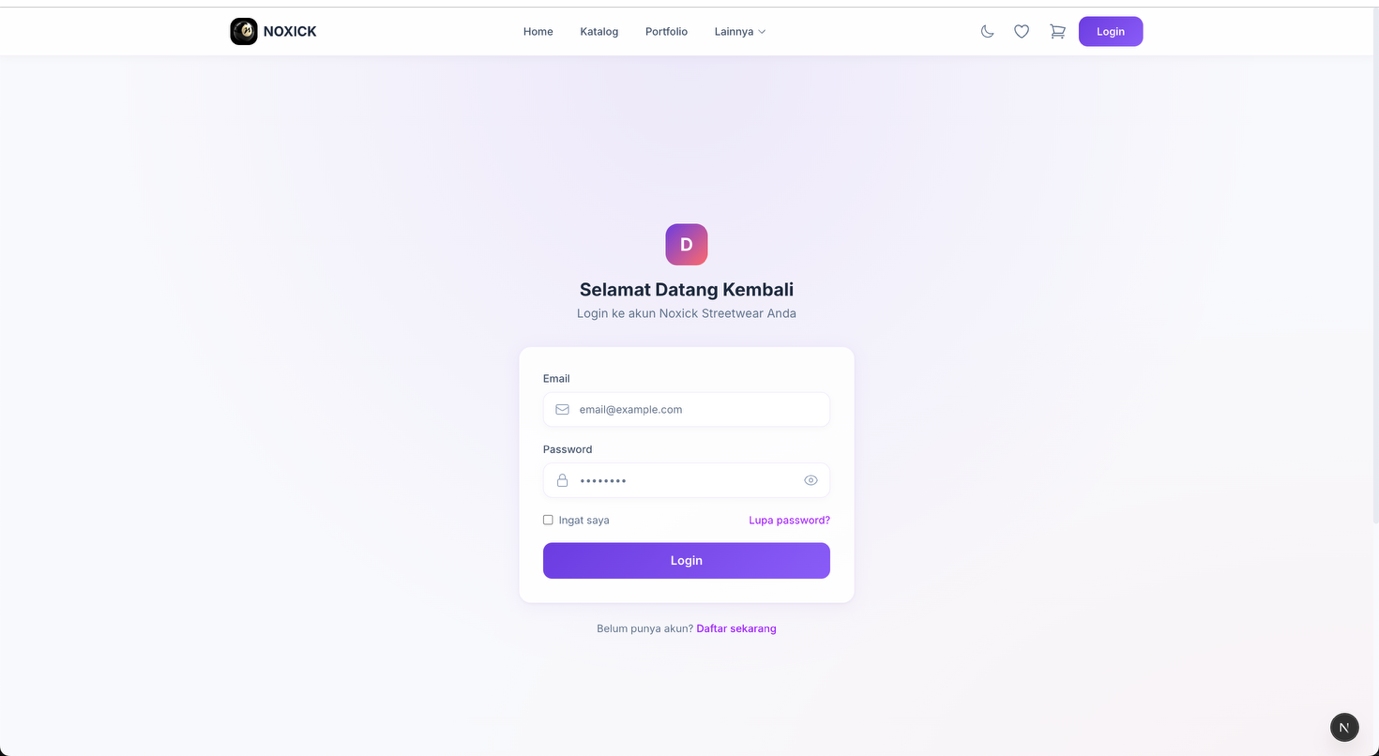 NOXICK
Home Katalog Portfolio Lainnya
Login
D
Selamat Datang Kembali
Login ke akun Noxick Streetwear Anda
Email
email@example.com
Password
••••••••
Ingat saya Lupa password?
Login
Belum punya akun? Daftar sekarang
N